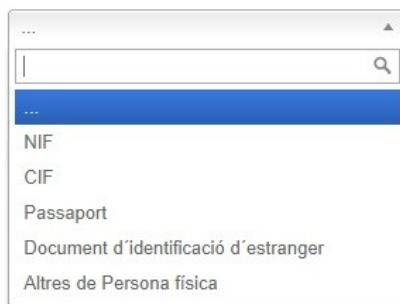 ...
...
NIF
CIF
Passaport
Document d´identificació d´estranger
Altres de Persona física